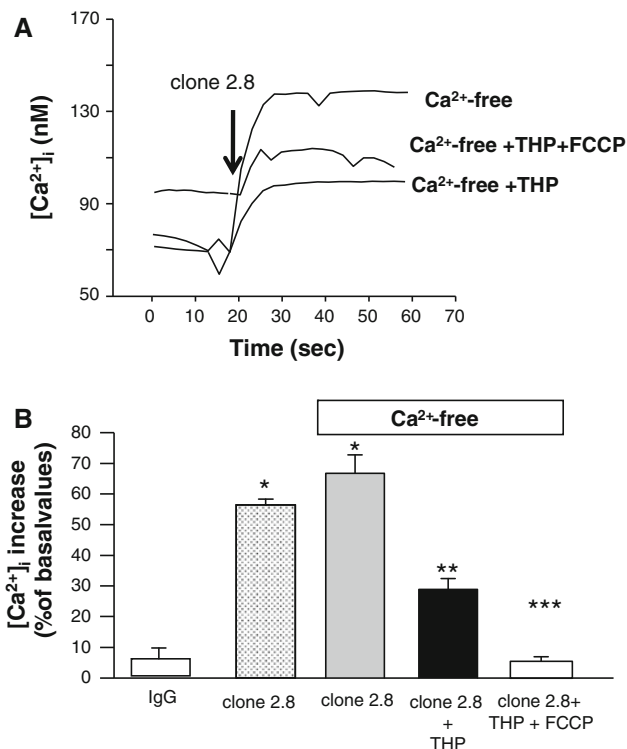 A
170
130
90
50
[Ca²⁺]ᵢ (nM)
clone 2.8
Ca²⁺-free
Ca²⁺-free +THP+FCCP
Ca²⁺-free +THP
0 10 20 30 40 50 60 70
Time (sec)
B
Ca²⁺-free
80
70
60
50
40
30
20
10
0
[Ca²⁺]ᵢ increase
(%of basalvalues)
*
*
**
***
IgG
clone 2.8
clone 2.8
clone 2.8
+
THP
clone 2.8+
THP + FCCP